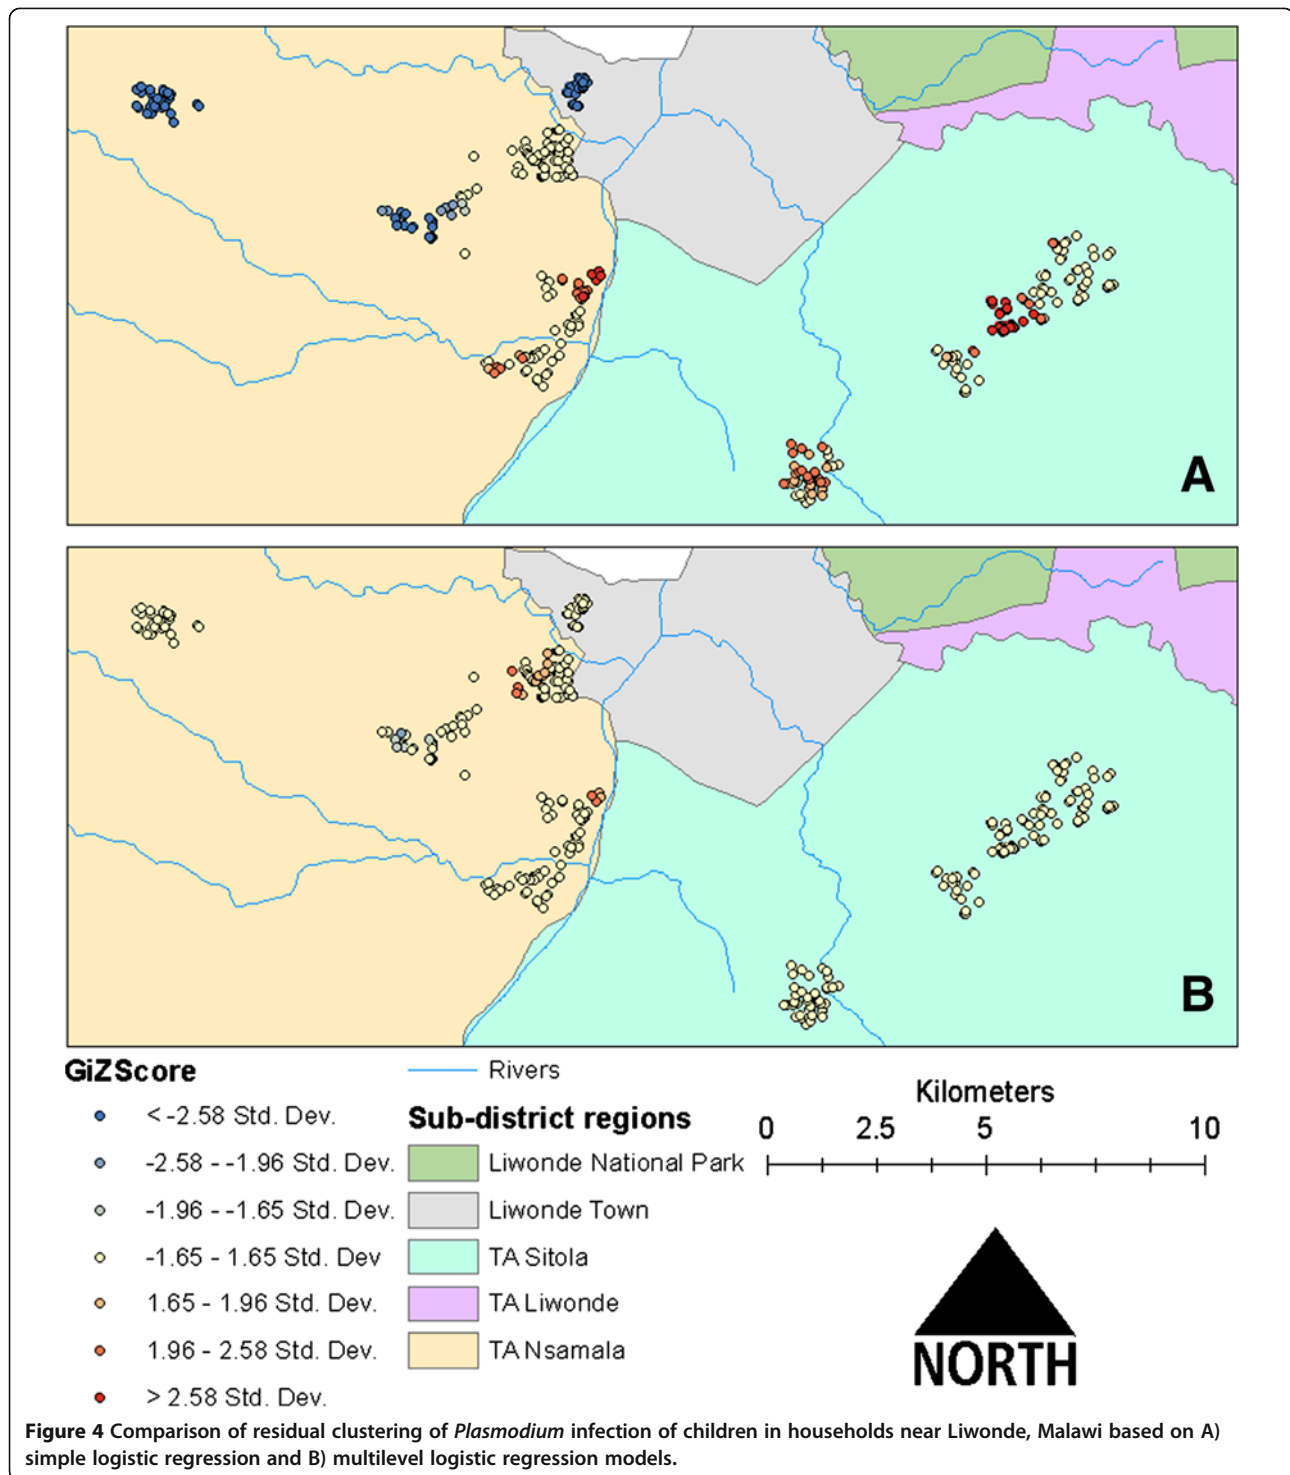 A
B
GiZScore
< -2.58 Std. Dev.
-2.58 - -1.96 Std. Dev.
-1.96 - -1.65 Std. Dev.
-1.65 - 1.65 Std. Dev
1.65 - 1.96 Std. Dev.
1.96 - 2.58 Std. Dev.
> 2.58 Std. Dev.
Rivers
Sub-district regions
Liwonde National Park
Liwonde Town
TA Sitola
TA Liwonde
TA Nsamala
Kilometers
0 2.5 5 10
NORTH
Figure 4 Comparison of residual clustering of Plasmodium infection of children in households near Liwonde, Malawi based on A)
simple logistic regression and B) multilevel logistic regression models.